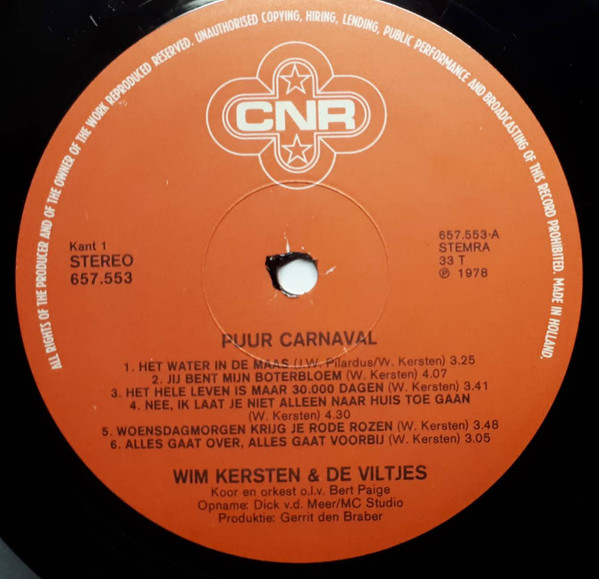 ALL RIGHTS OF THE PRODUCER AND OF THE OWNER OF THE WORK REPRODUCED RESERVED. UNAUTHORISED COPYING, HIRING, LENDING, PUBLIC PERFORMANCE AND BROADCASTING OF THIS RECORD PROHIBITED. MADE IN HOLLAND.
CNR
Kant 1
STEREO
657.553
657.553-A
STEMRA
33 T
℗ 1978
PUUR CARNAVAL
1. HET WATER IN DE MAAS (J.W. Pilardus/W. Kersten) 3.25
2. JIJ BENT MIJN BOTERBLOEM (W. Kersten) 4.07
3. HET HELE LEVEN IS MAAR 30.000 DAGEN (W. Kersten) 3.41
4. NEE, IK LAAT JE NIET ALLEEN NAAR HUIS TOE GAAN
(W. Kersten) 4.30
5. WOENSDAGMORGEN KRIJG JE RODE ROZEN (W. Kersten) 3.48
6. ALLES GAAT OVER, ALLES GAAT VOORBIJ (W. Kersten) 3.05
WIM KERSTEN & DE VILTJES
Koor en orkest o.l.v. Bert Paige
Opname: Dick v.d. Meer/MC Studio
Produktie: Gerrit den Braber